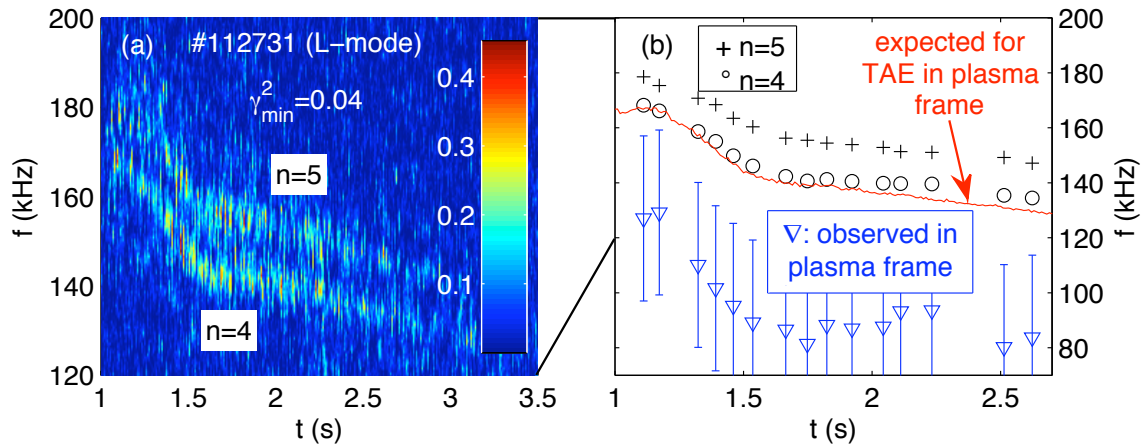 (a) #112731 (L-mode)
γ²min=0.04
n=5
n=4
0.4
0.3
0.2
0.1
200
180
160
140
120
f (kHz)
1 1.5 2 2.5 3 3.5
t (s)
(b)
+ n=5
○ n=4
expected for
TAE in plasma
frame
∇: observed in
plasma frame
200
180
160
140
120
100
80
f (kHz)
1 1.5 2 2.5
t (s)